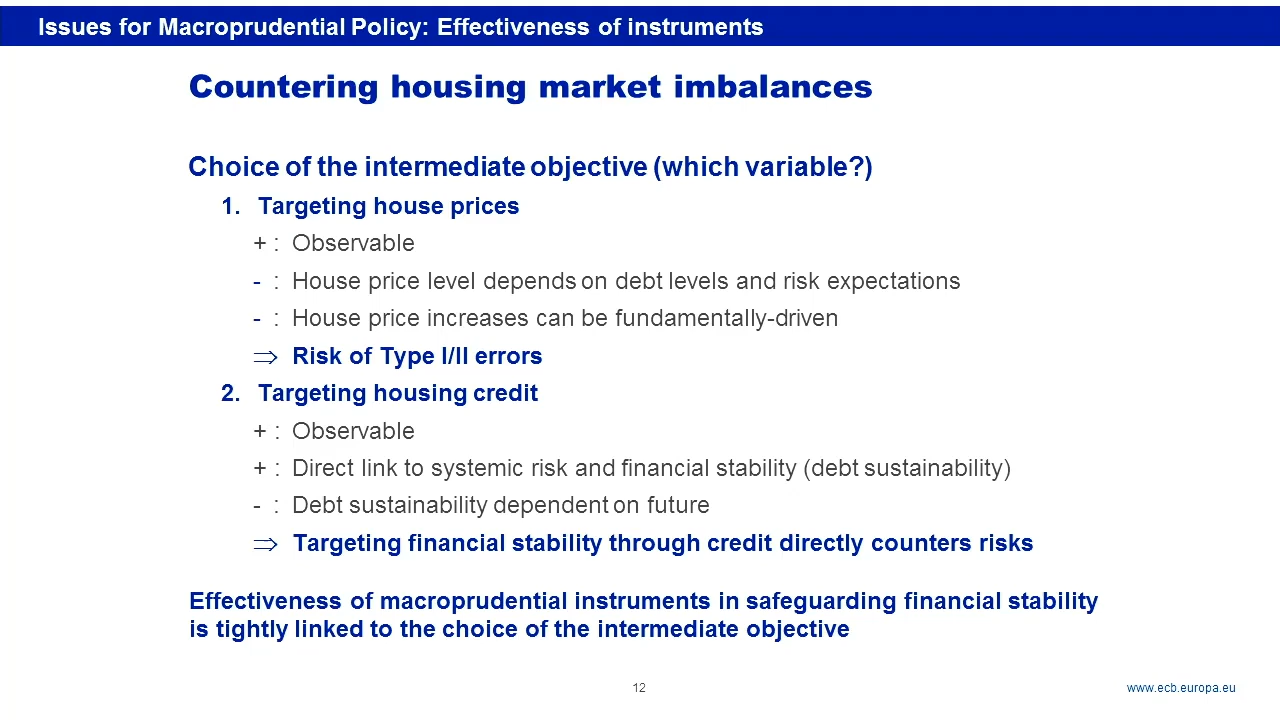 Issues for Macroprudential Policy: Effectiveness of instruments
Countering housing market imbalances
Choice of the intermediate objective (which variable?)
1. Targeting house prices
+ : Observable
- : House price level depends on debt levels and risk expectations
- : House price increases can be fundamentally-driven
⇒ Risk of Type I/II errors
2. Targeting housing credit
+ : Observable
+ : Direct link to systemic risk and financial stability (debt sustainability)
- : Debt sustainability dependent on future
⇒ Targeting financial stability through credit directly counters risks
Effectiveness of macroprudential instruments in safeguarding financial stability
is tightly linked to the choice of the intermediate objective
12
www.ecb.europa.eu